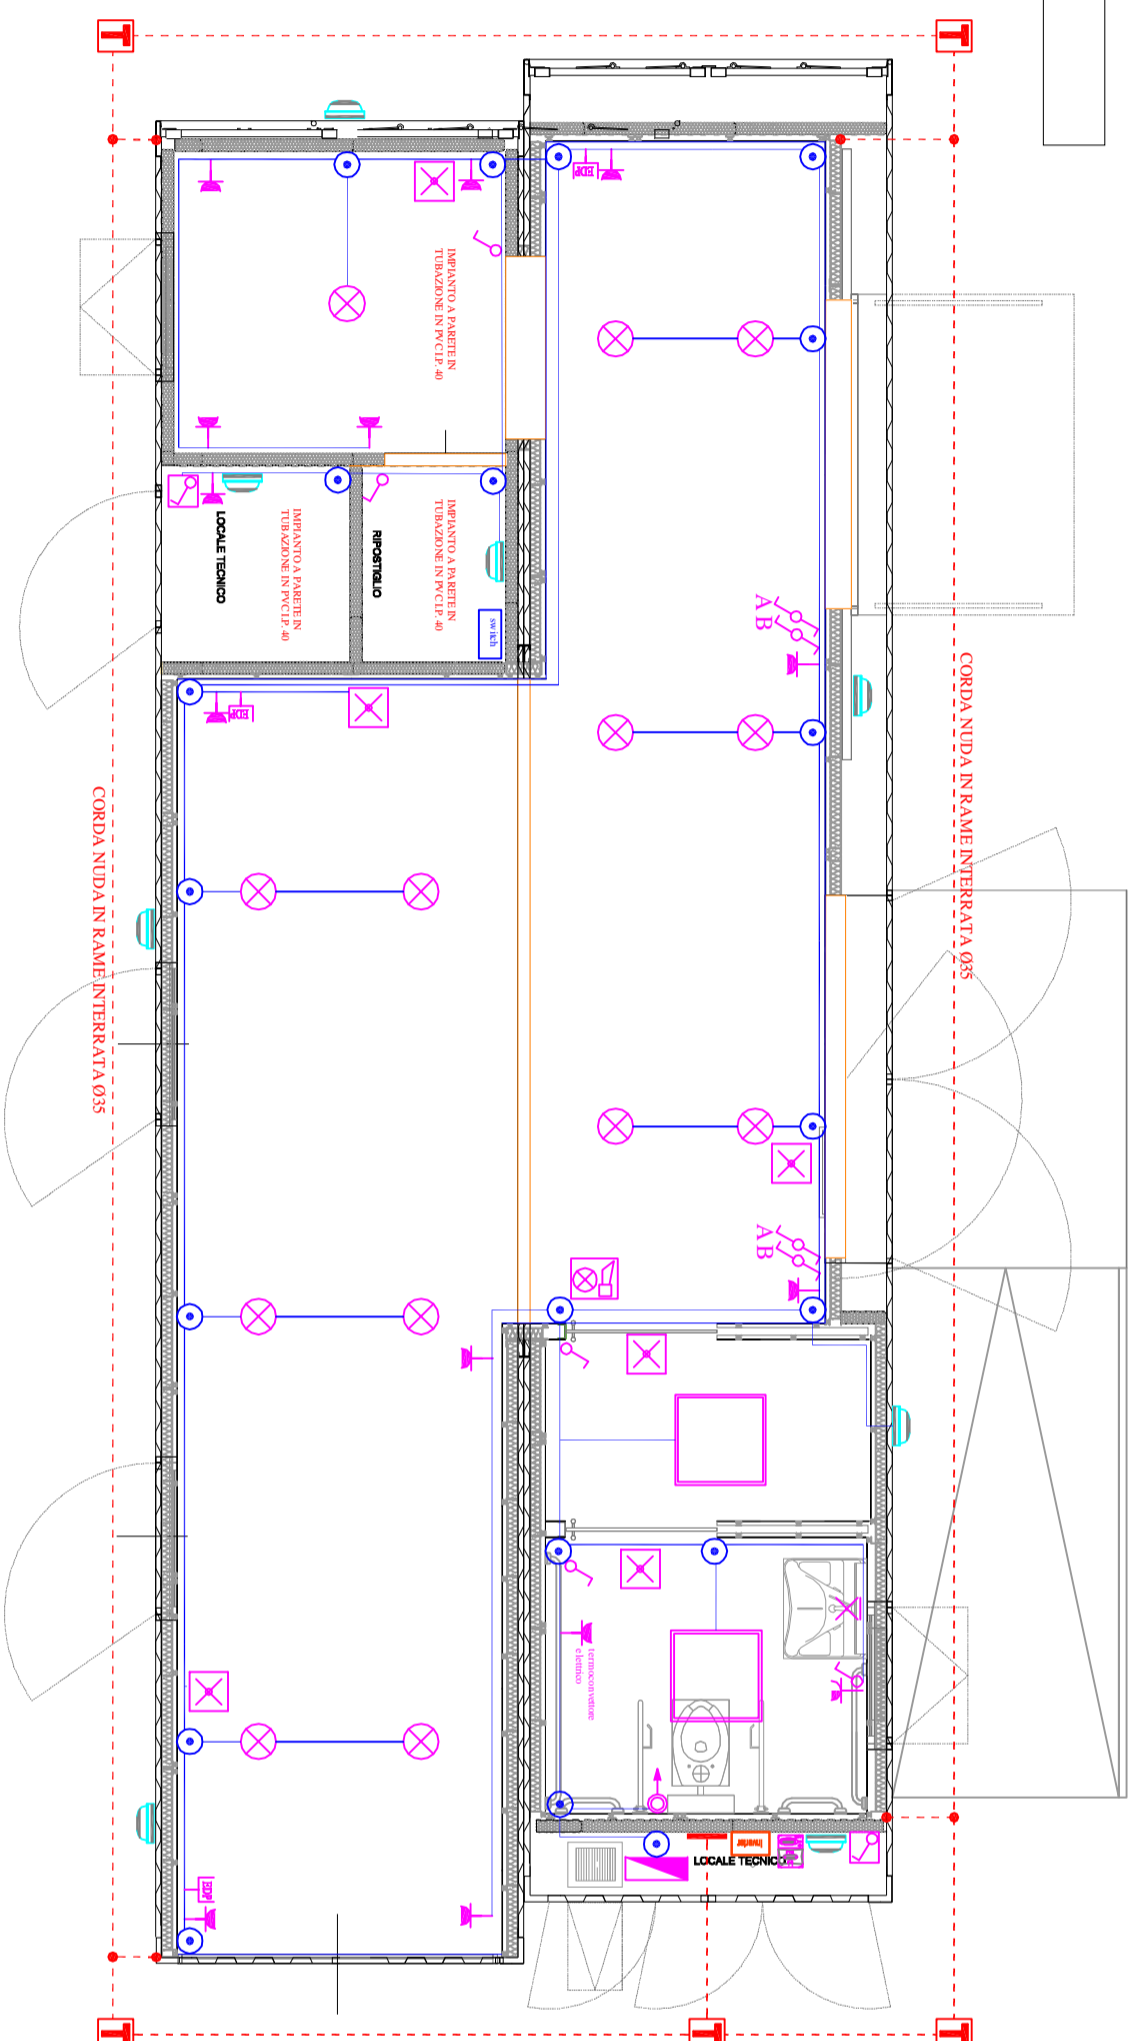 EDP
IMPIANTO A PARETE IN
TUBAZIONE IN PVC I.P. 40
CORDA NUDA IN RAME INTERRATA Ø35
IMPIANTO A PARETE IN
TUBAZIONE IN PVC I.P. 40
RIPOSTIGLIO
IMPIANTO A PARETE IN
TUBAZIONE IN PVC I.P. 40
LOCALE TECNICO
switch
A B
EDP
CORDA NUDA IN RAME INTERRATA Ø35
A B
termoconvettore
elettrico
Inverter
LOCALE TECNICO
EDP